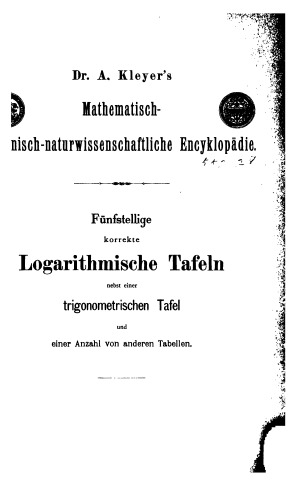 Dr. A. Kleyer's
Mathematisch-
nisch-naturwissenschaftliche Encyklopädie.
Fünfstellige
korrekte
Logarithmische Tafeln
nebst einer
trigonometrischen Tafel
und
einer Anzahl von anderen Tabellen.